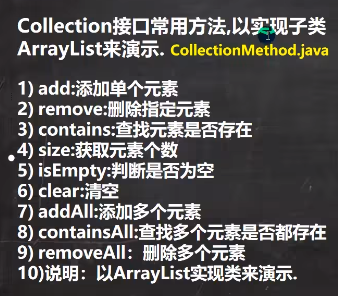 Collection接口常用方法,以实现子类
ArrayList来演示. CollectionMethod.java
1) add:添加单个元素
2) remove:删除指定元素
3) contains:查找元素是否存在
4) size:获取元素个数
5) isEmpty:判断是否为空
6) clear:清空
7) addAll:添加多个元素
8) containsAll:查找多个元素是否都存在
9) removeAll：删除多个元素
10)说明：以ArrayList实现类来演示.